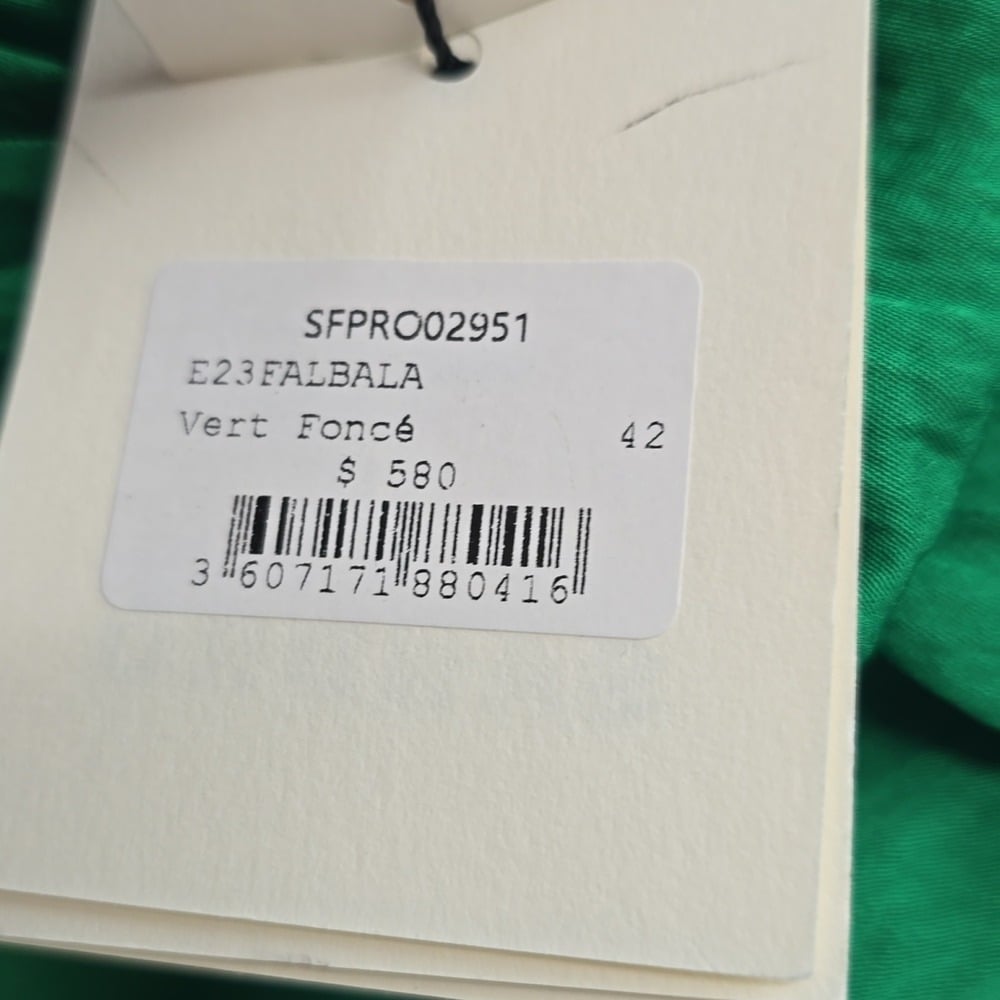 SFPRO02951
E23FALBALA
Vert Foncé 42
$ 580
3 607171 880416